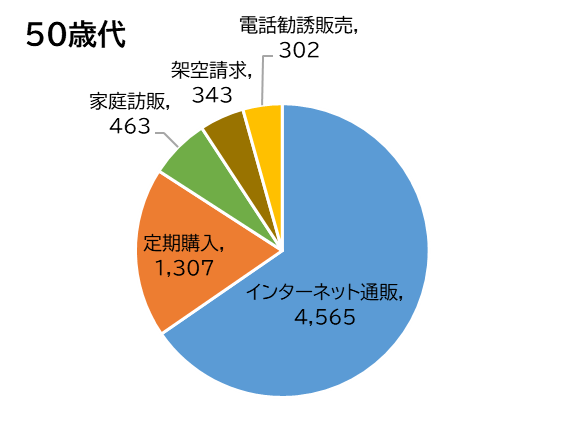 50歳代
電話勧誘販売,
302
架空請求,
343
家庭訪販,
463
定期購入,
1,307
インターネット通販,
4,565